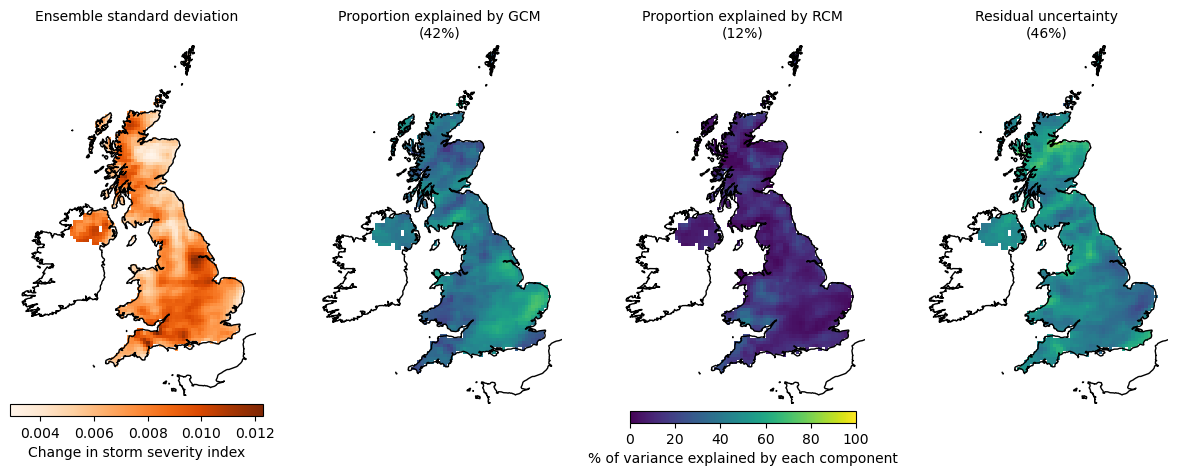 Ensemble standard deviation
Proportion explained by GCM
(42%)
Proportion explained by RCM
(12%)
Residual uncertainty
(46%)
0.004 0.006 0.008 0.010 0.012
Change in storm severity index
0 20 40 60 80 100
% of variance explained by each component